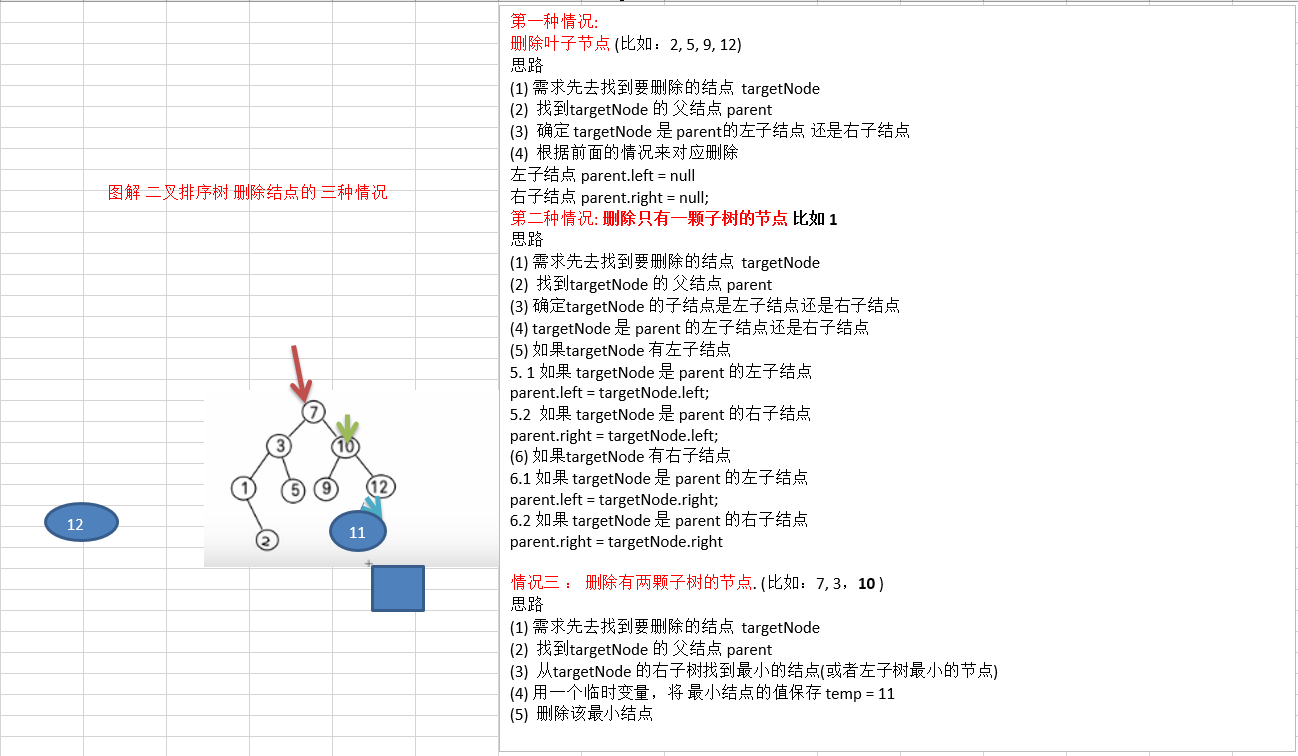 图解 二叉排序树 删除结点的 三种情况
7
3
10
1
5
9
12
2
11
12
第一种情况:
删除叶子节点 (比如：2, 5, 9, 12)
思路
(1) 需求先去找到要删除的结点 targetNode
(2) 找到targetNode 的 父结点 parent
(3) 确定 targetNode 是 parent的左子结点 还是右子结点
(4) 根据前面的情况来对应删除
左子结点 parent.left = null
右子结点 parent.right = null;
第二种情况: 删除只有一颗子树的节点 比如 1
思路
(1) 需求先去找到要删除的结点 targetNode
(2) 找到targetNode 的 父结点 parent
(3) 确定targetNode 的子结点是左子结点还是右子结点
(4) targetNode 是 parent 的左子结点还是右子结点
(5) 如果targetNode 有左子结点
5. 1 如果 targetNode 是 parent 的左子结点
parent.left = targetNode.left;
5.2 如果 targetNode 是 parent 的右子结点
parent.right = targetNode.left;
(6) 如果targetNode 有右子结点
6.1 如果 targetNode 是 parent 的左子结点
parent.left = targetNode.right;
6.2 如果 targetNode 是 parent 的右子结点
parent.right = targetNode.right
情况三 ： 删除有两颗子树的节点. (比如：7, 3，10 )
思路
(1) 需求先去找到要删除的结点 targetNode
(2) 找到targetNode 的 父结点 parent
(3) 从targetNode 的右子树找到最小的结点(或者左子树最小的节点)
(4) 用一个临时变量，将 最小结点的值保存 temp = 11
(5) 删除该最小结点